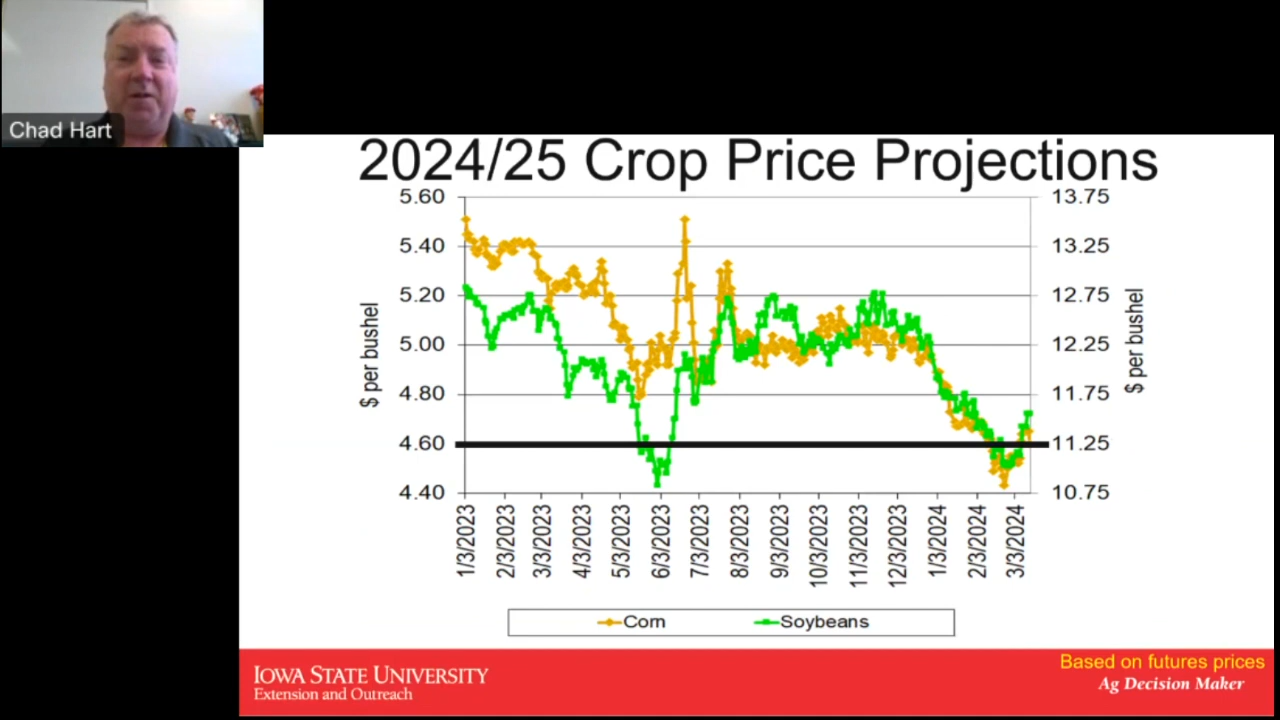 Chad Hart
2024/25 Crop Price Projections
5.60
5.40
5.20
5.00
4.80
4.60
4.40
$ per bushel
13.75
13.25
12.75
12.25
11.75
11.25
10.75
$ per bushel
1/3/2023
2/3/2023
3/3/2023
4/3/2023
5/3/2023
6/3/2023
7/3/2023
8/3/2023
9/3/2023
10/3/2023
11/3/2023
12/3/2023
1/3/2024
2/3/2024
3/3/2024
Corn
Soybeans
IOWA STATE UNIVERSITY
Extension and Outreach
Based on futures prices
Ag Decision Maker